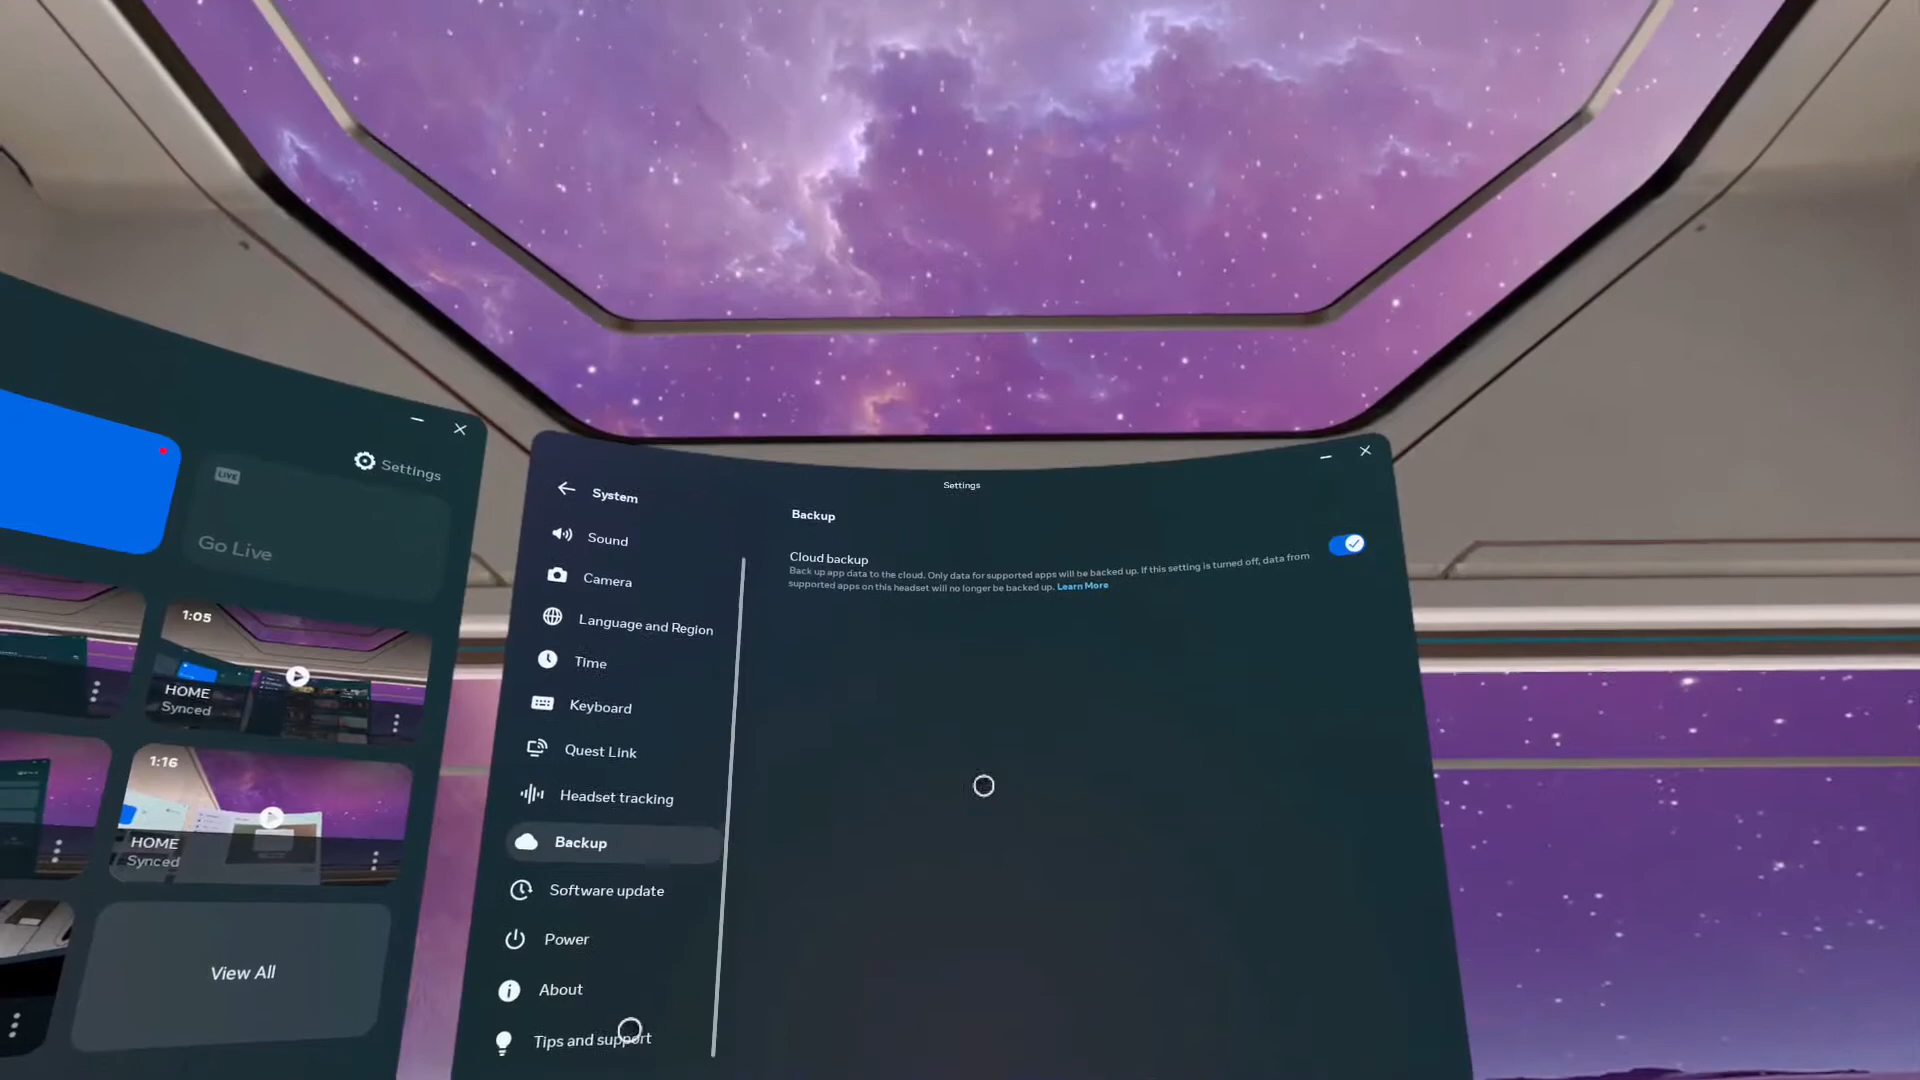 Settings
LIVE
Go Live
1:05
HOME
Synced
1:16
HOME
Synced
View All
Settings
System
Sound
Camera
Language and Region
Time
Keyboard
Quest Link
Headset tracking
Backup
Software update
Power
About
Tips and support
Backup
Cloud backup
Back up app data to the cloud. Only data for supported apps will be backed up. If this setting is turned off, data from
supported apps on this headset will no longer be backed up. Learn More